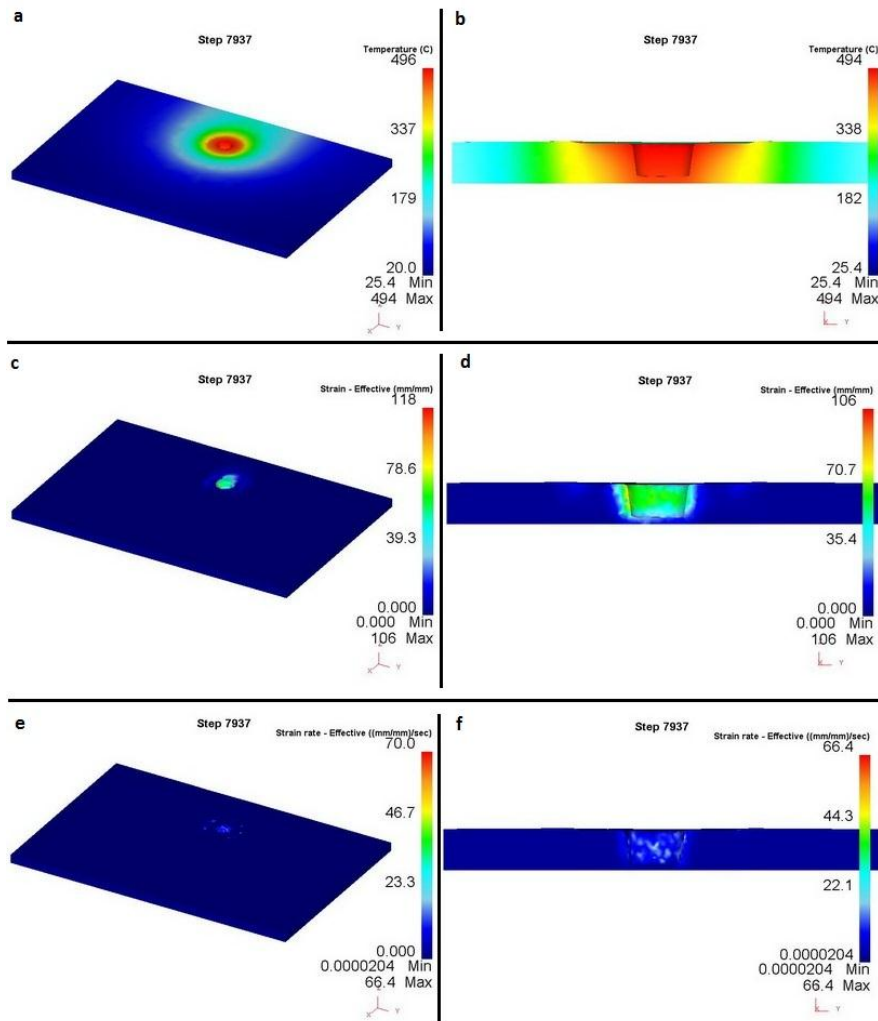 a
Step 7937
Temperature (C)
496
337
179
20.0
25.4 Min
494 Max
Z
X Y
b
Step 7937
Temperature (C)
494
338
182
25.4
25.4 Min
494 Max
X Y
c
Step 7937
Strain - Effective (mm/mm)
118
78.6
39.3
0.000
0.000 Min
106 Max
Z
X Y
d
Step 7937
Strain - Effective (mm/mm)
106
70.7
35.4
0.000
0.000 Min
106 Max
X Y
e
Step 7937
Strain rate - Effective ((mm/mm)/sec)
70.0
46.7
23.3
0.000
0.0000204 Min
66.4 Max
X Y
f
Step 7937
Strain rate - Effective ((mm/mm)/sec)
66.4
44.3
22.1
0.0000204
0.0000204 Min
66.4 Max
X Y